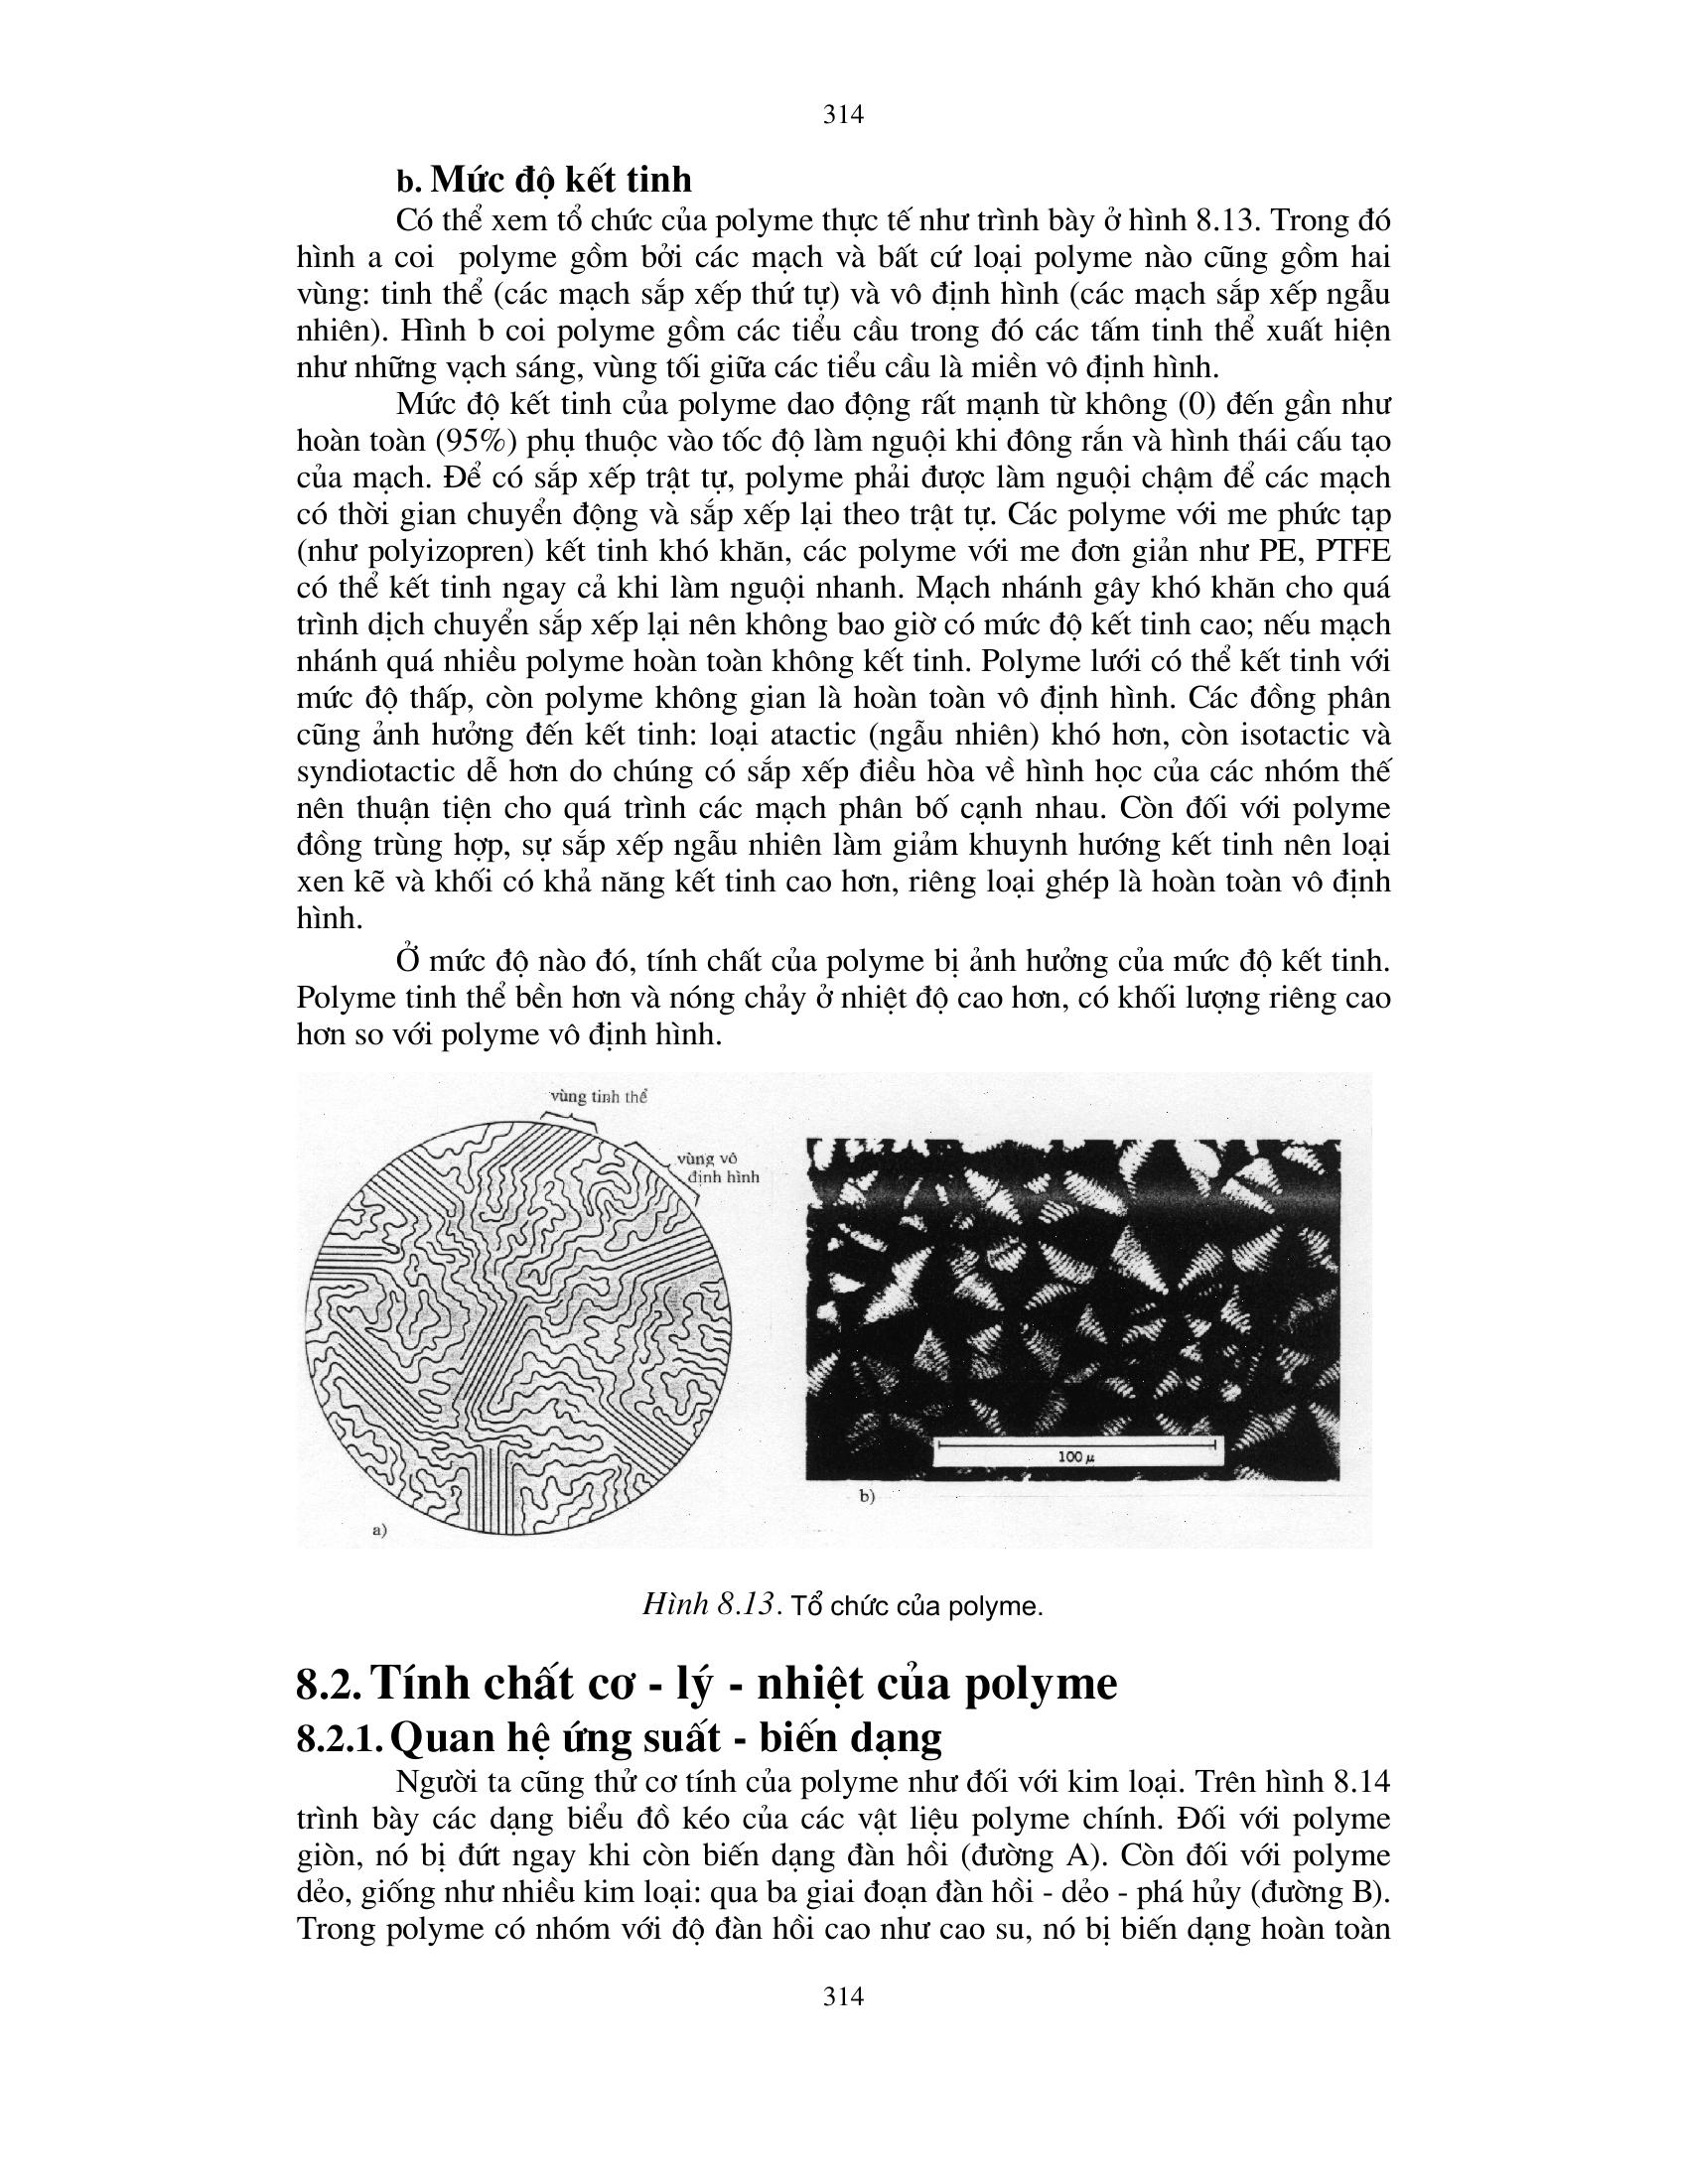 314
b. Mức độ kết tinh
Có thể xem tổ chức của polyme thực tế như trình bày ở hình 8.13. Trong đó
hình a coi polyme gồm bởi các mạch và bất cứ loại polyme nào cũng gồm hai
vùng: tinh thể (các mạch sắp xếp thứ tự) và vô định hình (các mạch sắp xếp ngẫu
nhiên). Hình b coi polyme gồm các tiểu cầu trong đó các tấm tinh thể xuất hiện
như những vạch sáng, vùng tối giữa các tiểu cầu là miền vô định hình.
Mức độ kết tinh của polyme dao động rất mạnh từ không (0) đến gần như
hoàn toàn (95%) phụ thuộc vào tốc độ làm nguội khi đông rắn và hình thái cấu tạo
của mạch. Để có sắp xếp trật tự, polyme phải được làm nguội chậm để các mạch
có thời gian chuyển động và sắp xếp lại theo trật tự. Các polyme với me phức tạp
(như polyizopren) kết tinh khó khăn, các polyme với me đơn giản như PE, PTFE
có thể kết tinh ngay cả khi làm nguội nhanh. Mạch nhánh gây khó khăn cho quá
trình dịch chuyển sắp xếp lại nên không bao giờ có mức độ kết tinh cao; nếu mạch
nhánh quá nhiều polyme hoàn toàn không kết tinh. Polyme lưới có thể kết tinh với
mức độ thấp, còn polyme không gian là hoàn toàn vô định hình. Các đồng phân
cũng ảnh hưởng đến kết tinh: loại atactic (ngẫu nhiên) khó hơn, còn isotactic và
syndiotactic dễ hơn do chúng có sắp xếp điều hòa về hình học của các nhóm thế
nên thuận tiện cho quá trình các mạch phân bố cạnh nhau. Còn đối với polyme
đồng trùng hợp, sự sắp xếp ngẫu nhiên làm giảm khuynh hướng kết tinh nên loại
xen kẽ và khối có khả năng kết tinh cao hơn, riêng loại ghép là hoàn toàn vô định
hình.
Ở mức độ nào đó, tính chất của polyme bị ảnh hưởng của mức độ kết tinh.
Polyme tinh thể bền hơn và nóng chảy ở nhiệt độ cao hơn, có khối lượng riêng cao
hơn so với polyme vô định hình.
vùng tinh thể
vùng vô
định hình
100 µ
b)
a)
Hình 8.13. Tổ chức của polyme.
8.2. Tính chất cơ - lý - nhiệt của polyme
8.2.1. Quan hệ ứng suất - biến dạng
Người ta cũng thử cơ tính của polyme như đối với kim loại. Trên hình 8.14
trình bày các dạng biểu đồ kéo của các vật liệu polyme chính. Đối với polyme
giòn, nó bị đứt ngay khi còn biến dạng đàn hồi (đường A). Còn đối với polyme
dẻo, giống như nhiều kim loại: qua ba giai đoạn đàn hồi - dẻo - phá hủy (đường B).
Trong polyme có nhóm với độ đàn hồi cao như cao su, nó bị biến dạng hoàn toàn
314